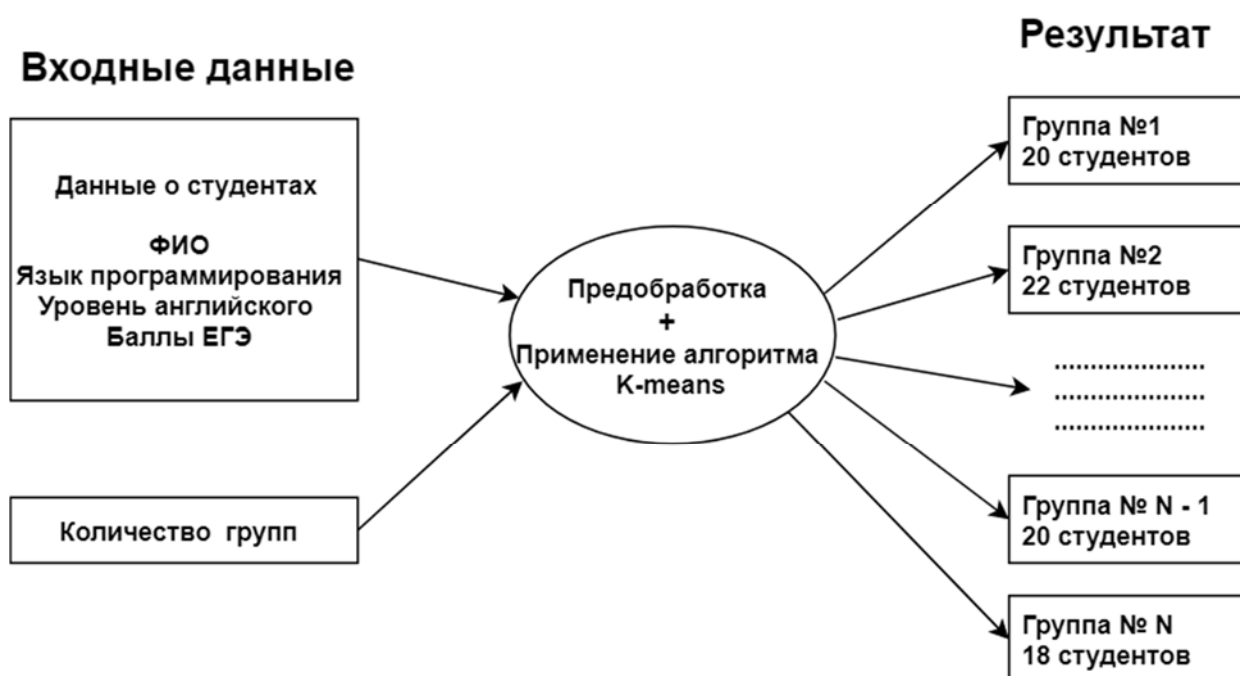 Входные данные
Данные о студентах
ФИО
Язык программирования
Уровень английского
Баллы ЕГЭ
Количество групп
Предобработка
+
Применение алгоритма
K-means
Результат
Группа №1
20 студентов
Группа №2
22 студентов
........................
........................
........................
Группа № N - 1
20 студентов
Группа № N
18 студентов